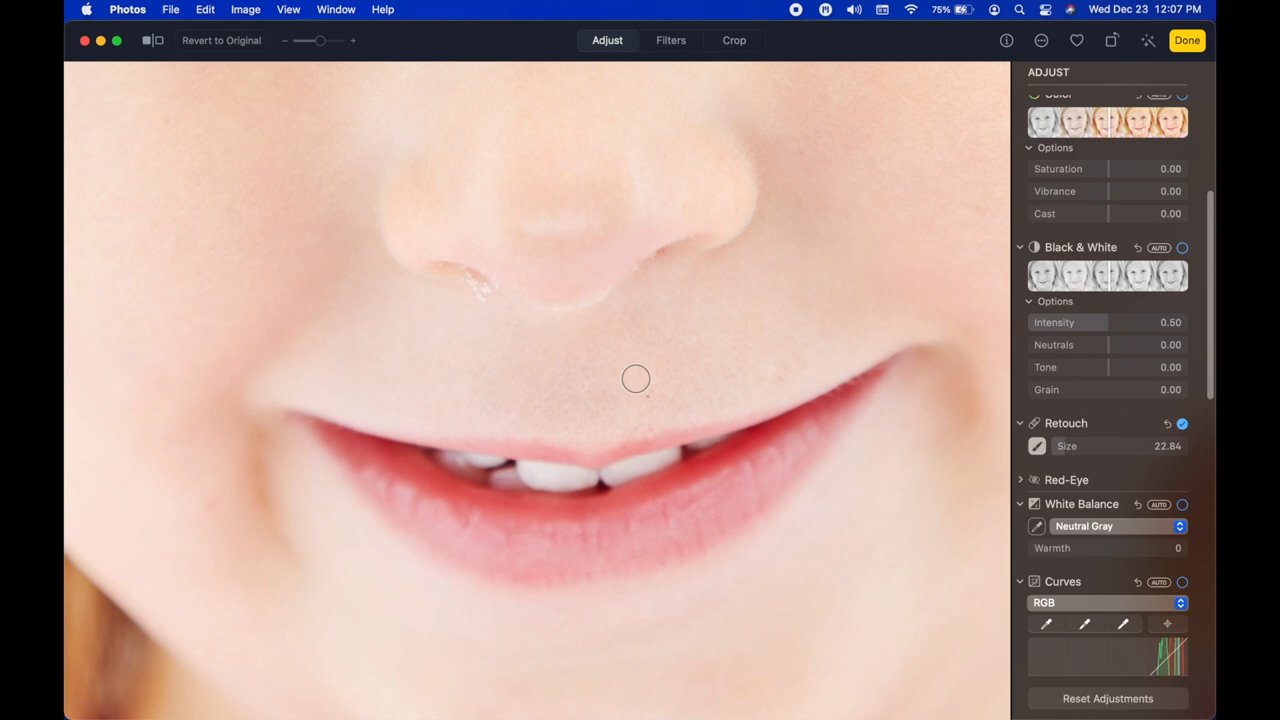 Photos File Edit Image View Window Help 75% Wed Dec 23 12:07 PM
Revert to Original − + Adjust Filters Crop Done
ADJUST
Color AUTO
Options
Saturation 0.00
Vibrance 0.00
Cast 0.00
Black & White AUTO
Options
Intensity 0.50
Neutrals 0.00
Tone 0.00
Grain 0.00
Retouch
Size 22.84
Red-Eye
White Balance AUTO
Neutral Gray
Warmth 0
Curves AUTO
RGB
Reset Adjustments